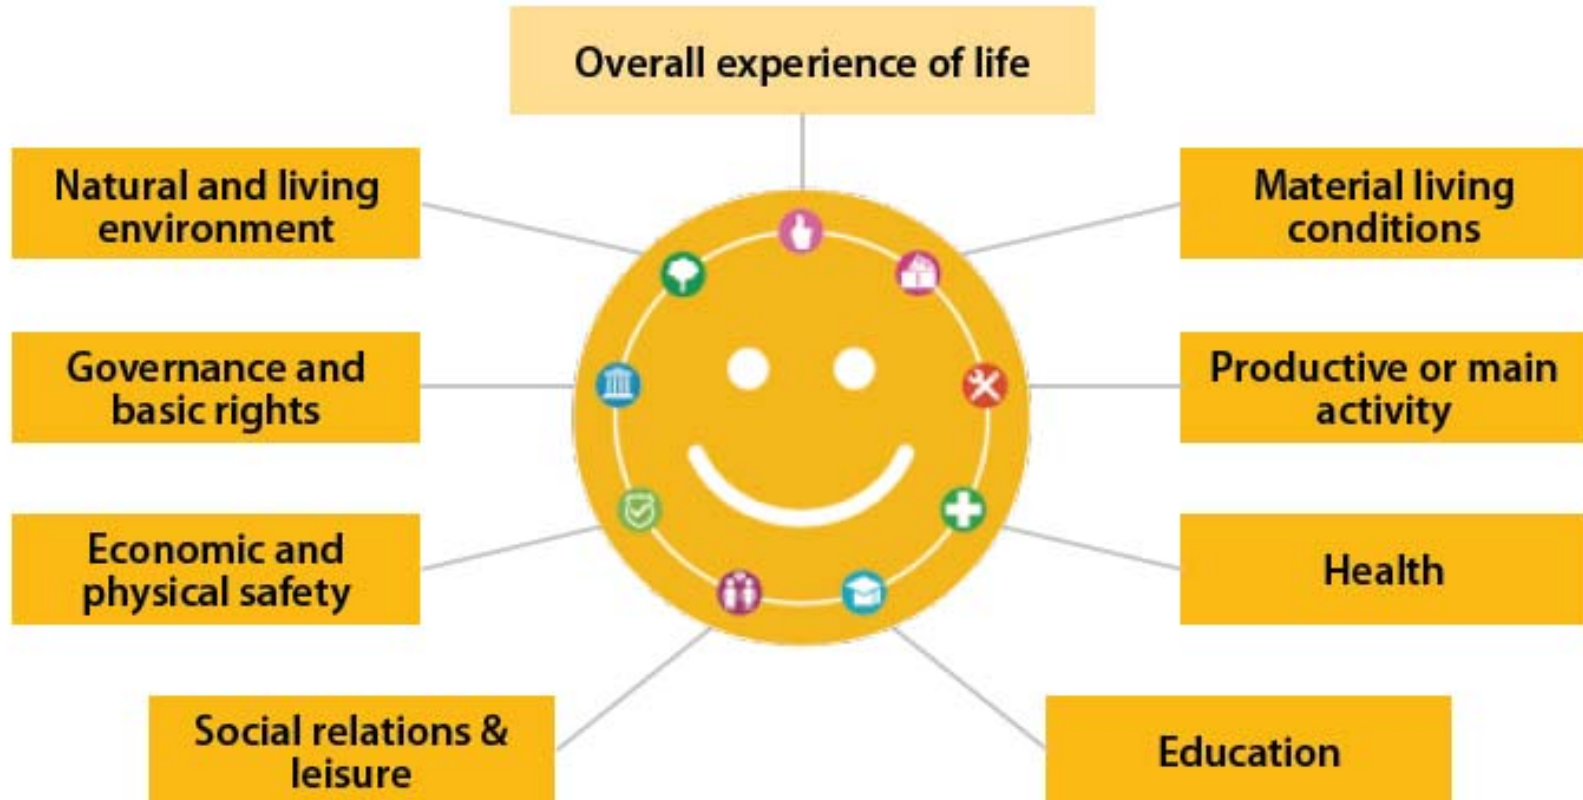 Overall experience of life
Natural and living
environment
Material living
conditions
Governance and
basic rights
Productive or main
activity
Economic and
physical safety
Health
Social relations &
leisure
Education